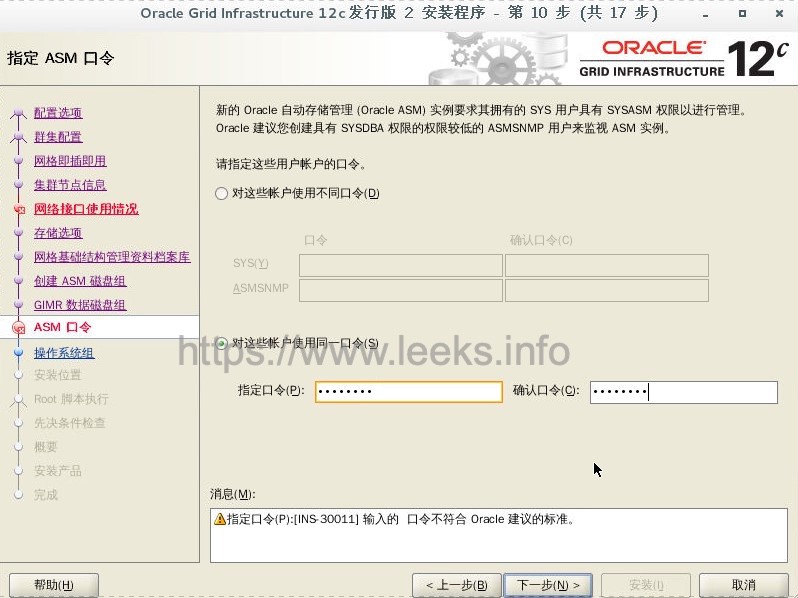 Oracle Grid Infrastructure 12c 发行版 2 安装程序 - 第 10 步 (共 17 步)
指定 ASM 口令
ORACLE
GRID INFRASTRUCTURE
12c
配置选项
群集配置
网格即插即用
集群节点信息
网络接口使用情况
存储选项
网格基础结构管理资料档案库
创建 ASM 磁盘组
GIMR 数据磁盘组
ASM 口令
操作系统组
安装位置
Root 脚本执行
先决条件检查
概要
安装产品
完成
新的 Oracle 自动存储管理 (Oracle ASM) 实例要求其拥有的 SYS 用户具有 SYSASM 权限以进行管理。
Oracle 建议您创建具有 SYSDBA 权限的权限较低的 ASMSNMP 用户来监视 ASM 实例。
请指定这些用户帐户的口令。
对这些帐户使用不同口令(D)
口令 确认口令(C)
SYS(Y)
ASMSNMP
对这些帐户使用同一口令(S)
https://www.leeks.info
指定口令(P): •••••••• 确认口令(C): ••••••••
消息(M):
指定口令(P):[INS-30011] 输入的 口令不符合 Oracle 建议的标准。
帮助(H) < 上一步(B) 下一步(N) > 安装(I) 取消